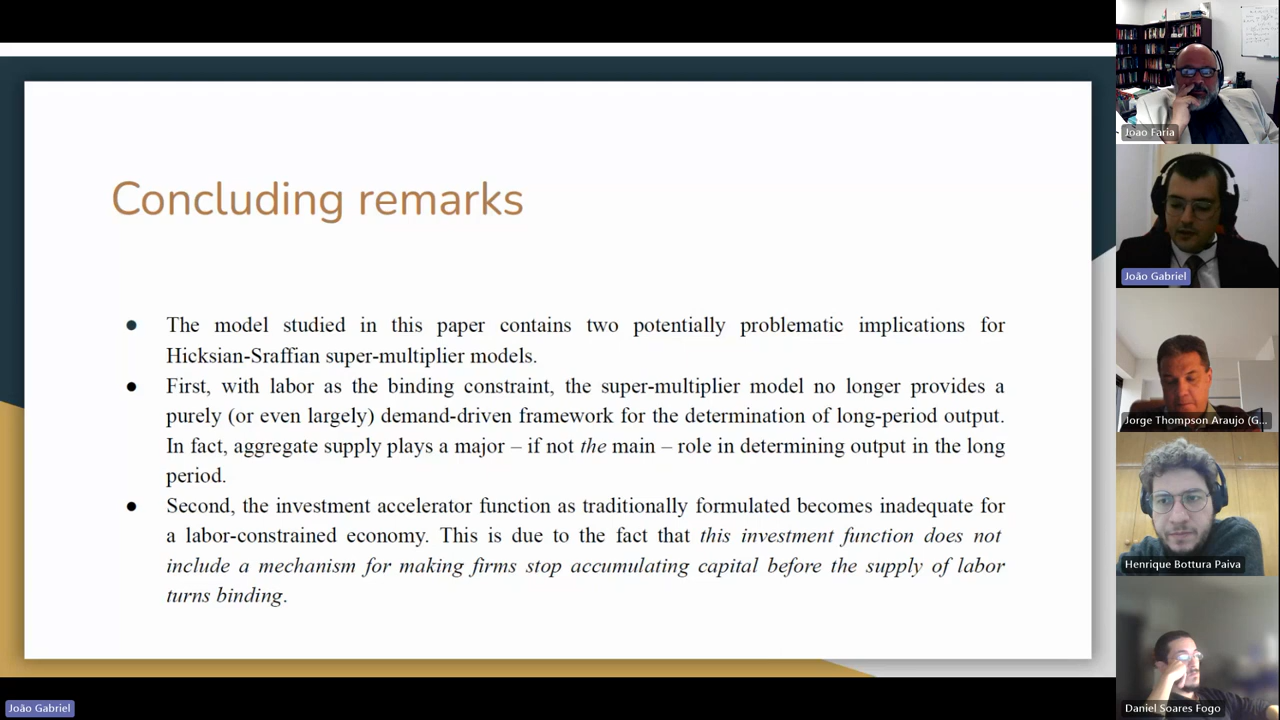 Concluding remarks
● The model studied in this paper contains two potentially problematic implications for
Hicksian-Sraffian super-multiplier models.
● First, with labor as the binding constraint, the super-multiplier model no longer provides a
purely (or even largely) demand-driven framework for the determination of long-period output.
In fact, aggregate supply plays a major – if not the main – role in determining output in the long
period.
● Second, the investment accelerator function as traditionally formulated becomes inadequate for
a labor-constrained economy. This is due to the fact that this investment function does not
include a mechanism for making firms stop accumulating capital before the supply of labor
turns binding.
Joao Faria
João Gabriel
Jorge Thompson Araujo (G...
Henrique Bottura Paiva
Daniel Soares Fogo
João Gabriel